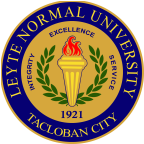 LEYTE NORMAL UNIVERSITY
EXCELLENCE
INTEGRITY
SERVICE
1921
TACLOBAN CITY